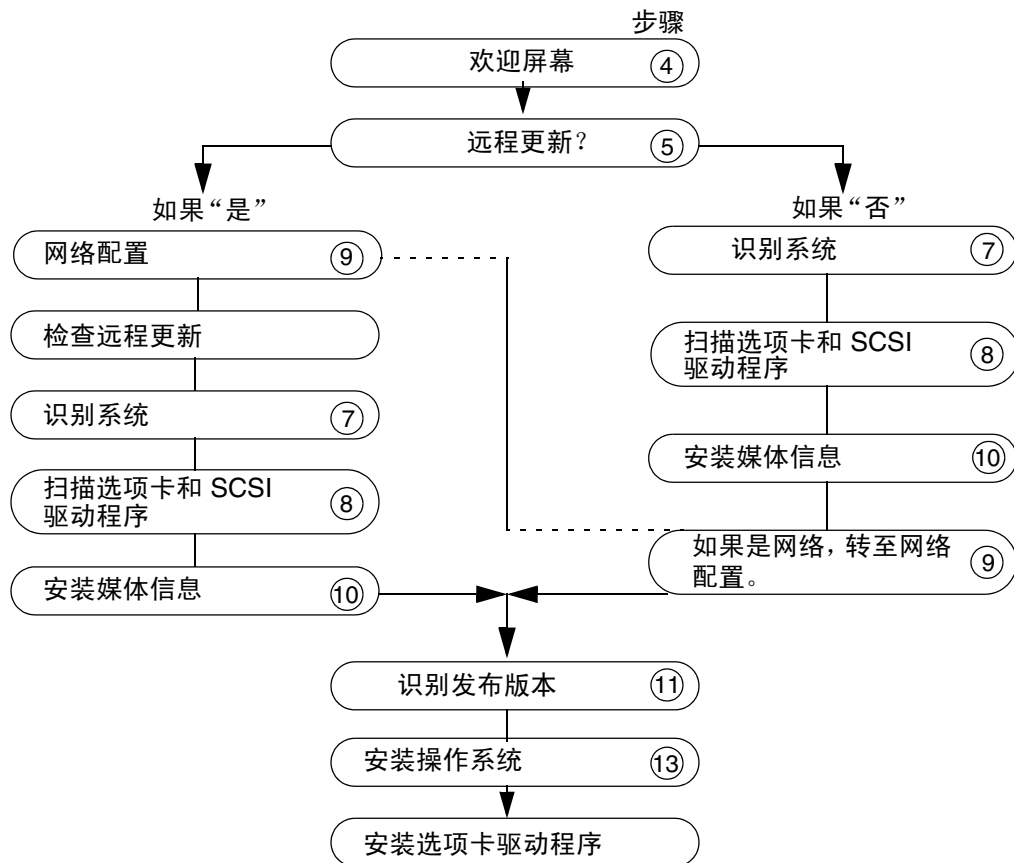 步骤
欢迎屏幕 ④
远程更新？ ⑤
如果“是”
网络配置 ⑨
检查远程更新
识别系统 ⑦
扫描选项卡和 SCSI
驱动程序 ⑧
安装媒体信息 ⑩
如果“否”
识别系统 ⑦
扫描选项卡和 SCSI
驱动程序 ⑧
安装媒体信息 ⑩
如果是网络，转至网络
配置。 ⑨
识别发布版本 ⑪
安装操作系统 ⑬
安装选项卡驱动程序